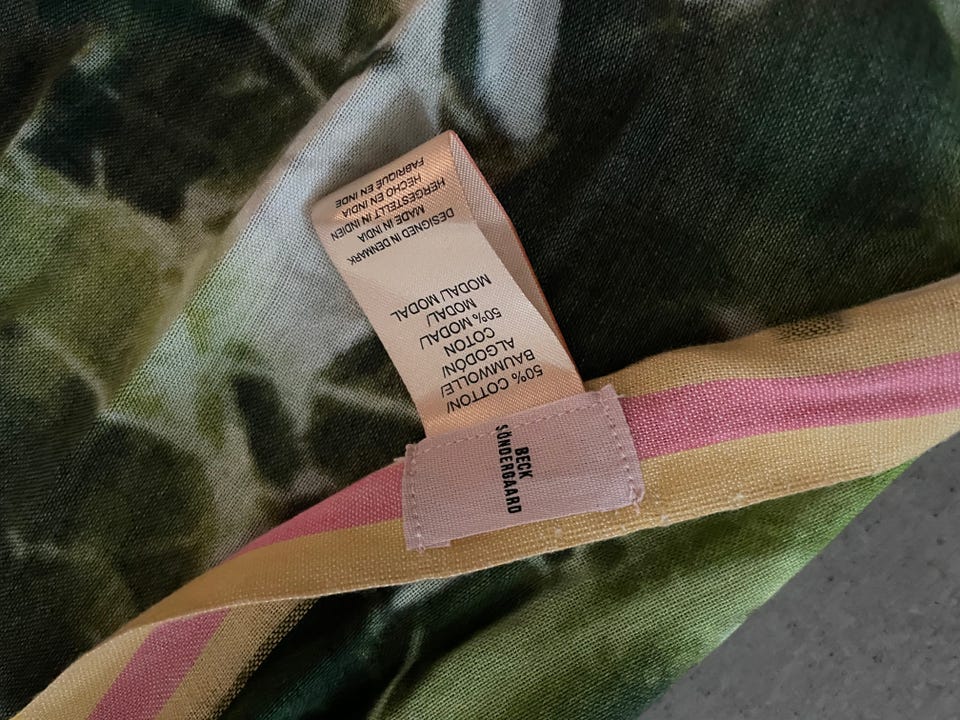 BECK
SÖNDERGAARD
50% COTTON/
BAUMWOLLE/
ALGODÓN/
COTON
50% MODAL/
MODAL/
MODAL/ MODAL
DESIGNED IN DENMARK
MADE IN INDIA
HERGESTELLT IN INDIEN
HECHO EN INDIA
FABRIQUÉ EN INDE